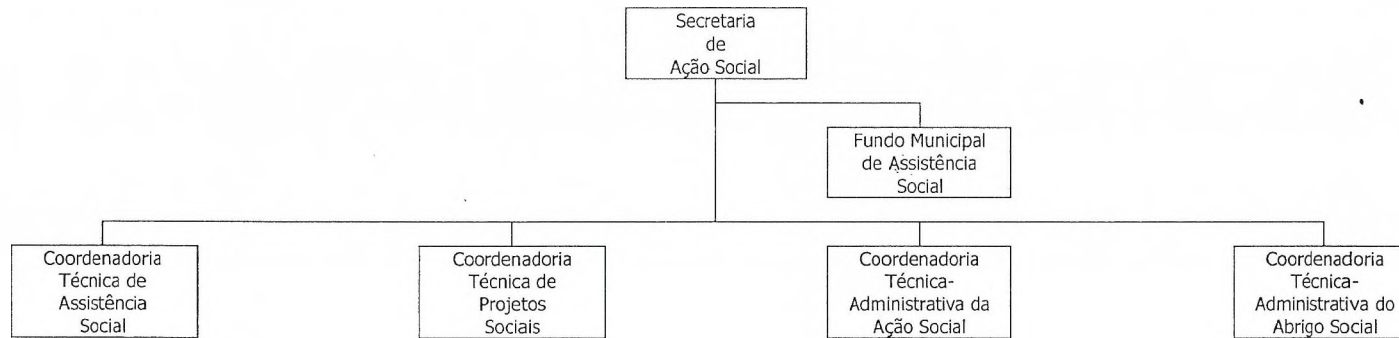 Secretaria
de
Ação Social
Fundo Municipal
de Assistência
Social
Coordenadoria
Técnica de
Assistência
Social
Coordenadoria
Técnica de
Projetos
Sociais
Coordenadoria
Técnica-
Administrativa da
Ação Social
Coordenadoria
Técnica-
Administrativa do
Abrigo Social